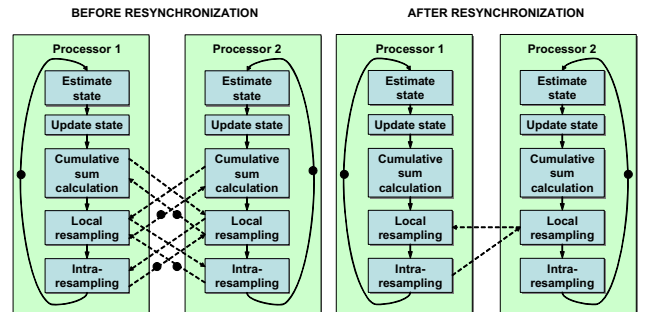 BEFORE RESYNCHRONIZATION
Processor 1
Estimate
state
Update state
Cumulative
sum
calculation
Local
resampling
Intra-
resampling
Processor 2
Estimate
state
Update state
Cumulative
sum
calculation
Local
resampling
Intra-
resampling
AFTER RESYNCHRONIZATION
Processor 1
Estimate
state
Update state
Cumulative
sum
calculation
Local
resampling
Intra-
resampling
Processor 2
Estimate
state
Update state
Cumulative
sum
calculation
Local
resampling
Intra-
resampling